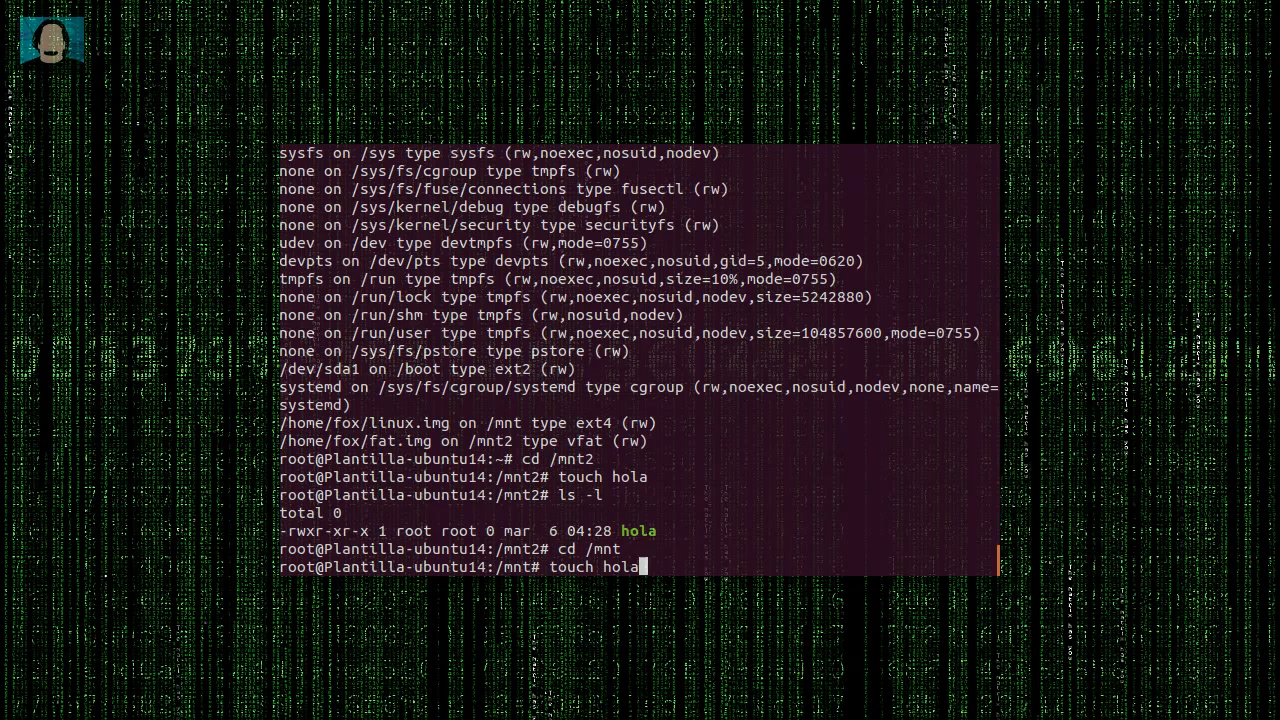 sysfs on /sys type sysfs (rw,noexec,nosuid,nodev)
none on /sys/fs/cgroup type tmpfs (rw)
none on /sys/fs/fuse/connections type fusectl (rw)
none on /sys/kernel/debug type debugfs (rw)
none on /sys/kernel/security type securityfs (rw)
udev on /dev type devtmpfs (rw,mode=0755)
devpts on /dev/pts type devpts (rw,noexec,nosuid,gid=5,mode=0620)
tmpfs on /run type tmpfs (rw,noexec,nosuid,size=10%,mode=0755)
none on /run/lock type tmpfs (rw,noexec,nosuid,nodev,size=5242880)
none on /run/shm type tmpfs (rw,nosuid,nodev)
none on /run/user type tmpfs (rw,noexec,nosuid,nodev,size=104857600,mode=0755)
none on /sys/fs/pstore type pstore (rw)
/dev/sda1 on /boot type ext2 (rw)
systemd on /sys/fs/cgroup/systemd type cgroup (rw,noexec,nosuid,nodev,none,name=
systemd)
/home/fox/linux.img on /mnt type ext4 (rw)
/home/fox/fat.img on /mnt2 type vfat (rw)
root@Plantilla-ubuntu14:~# cd /mnt2
root@Plantilla-ubuntu14:/mnt2# touch hola
root@Plantilla-ubuntu14:/mnt2# ls -l
total 0
-rwxr-xr-x 1 root root 0 mar  6 04:28 hola
root@Plantilla-ubuntu14:/mnt2# cd /mnt
root@Plantilla-ubuntu14:/mnt# touch hola